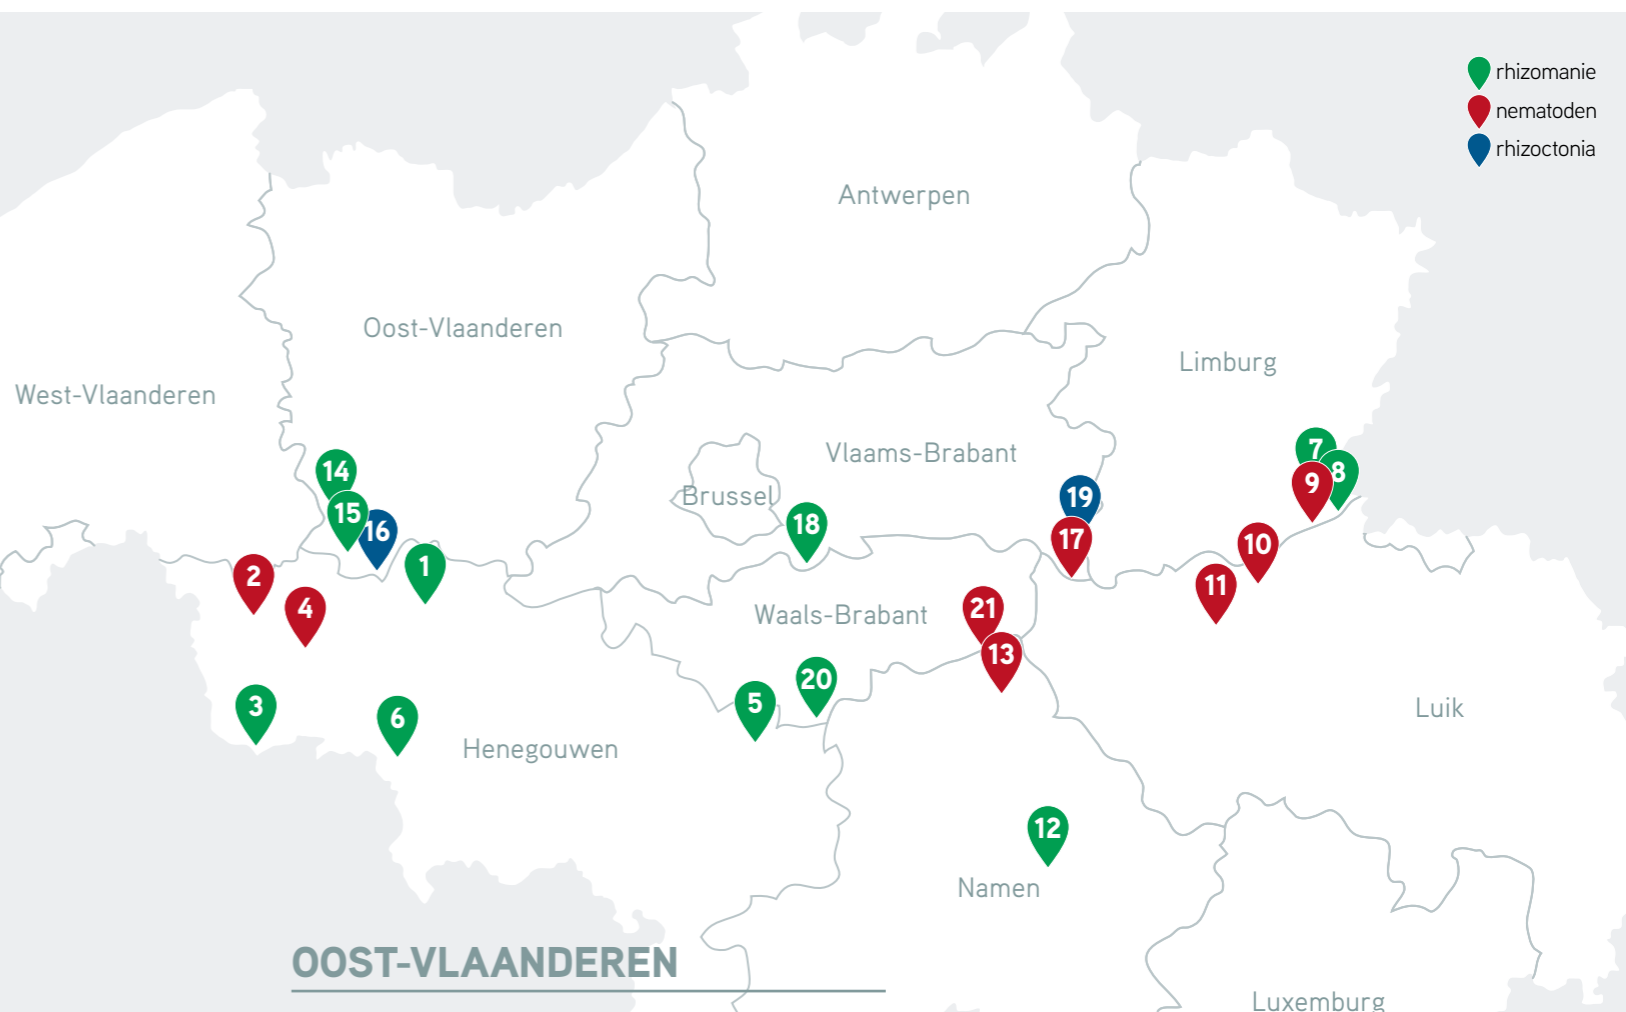 rhizomanie
nematoden
rhizoctonia
Antwerpen
Oost-Vlaanderen
Limburg
West-Vlaanderen
Vlaams-Brabant
7
14
8
9
Brussel
19
15
18
16
17
10
1
2
11
4
21
Waals-Brabant
13
20
5
3
Luik
6
Henegouwen
12
Namen
OOST-VLAANDEREN
Luxemburg